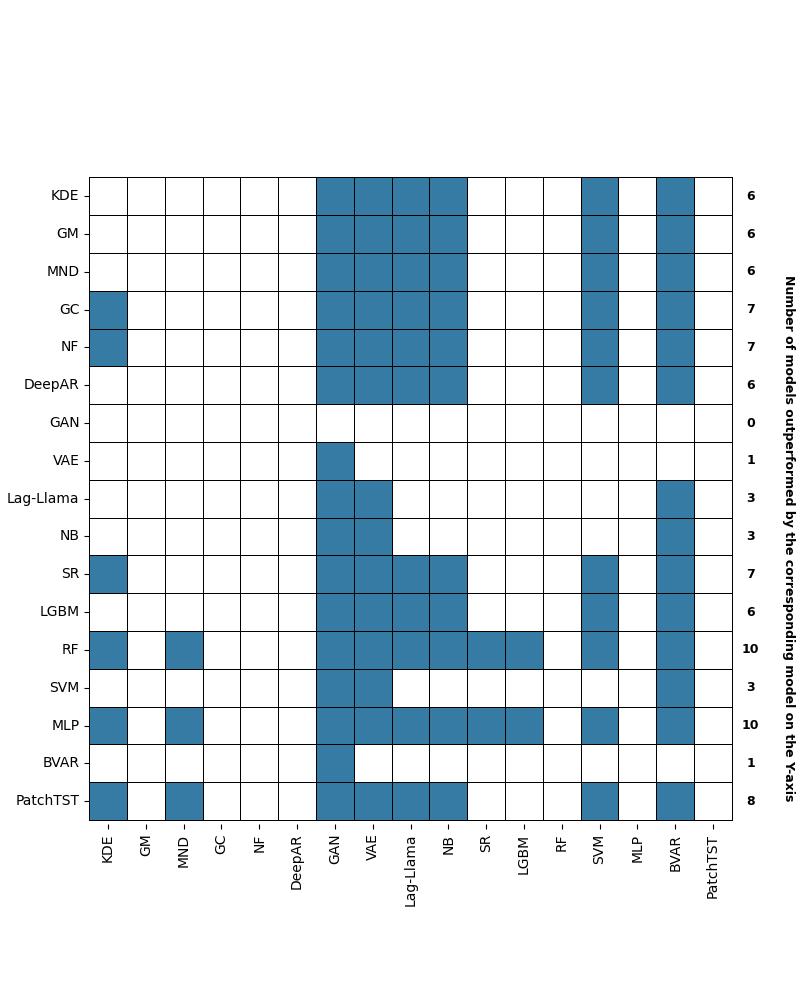 KDE 6
GM 6
MND 6
GC 7
NF 7
DeepAR 6
GAN 0
VAE 1
Lag-Llama 3
NB 3
SR 7
LGBM 6
RF 10
SVM 3
MLP 10
BVAR 1
PatchTST 8
KDE
GM
MND
GC
NF
DeepAR
GAN
VAE
Lag-Llama
NB
SR
LGBM
RF
SVM
MLP
BVAR
PatchTST
Number of models outperformed by the corresponding model on the Y-axis